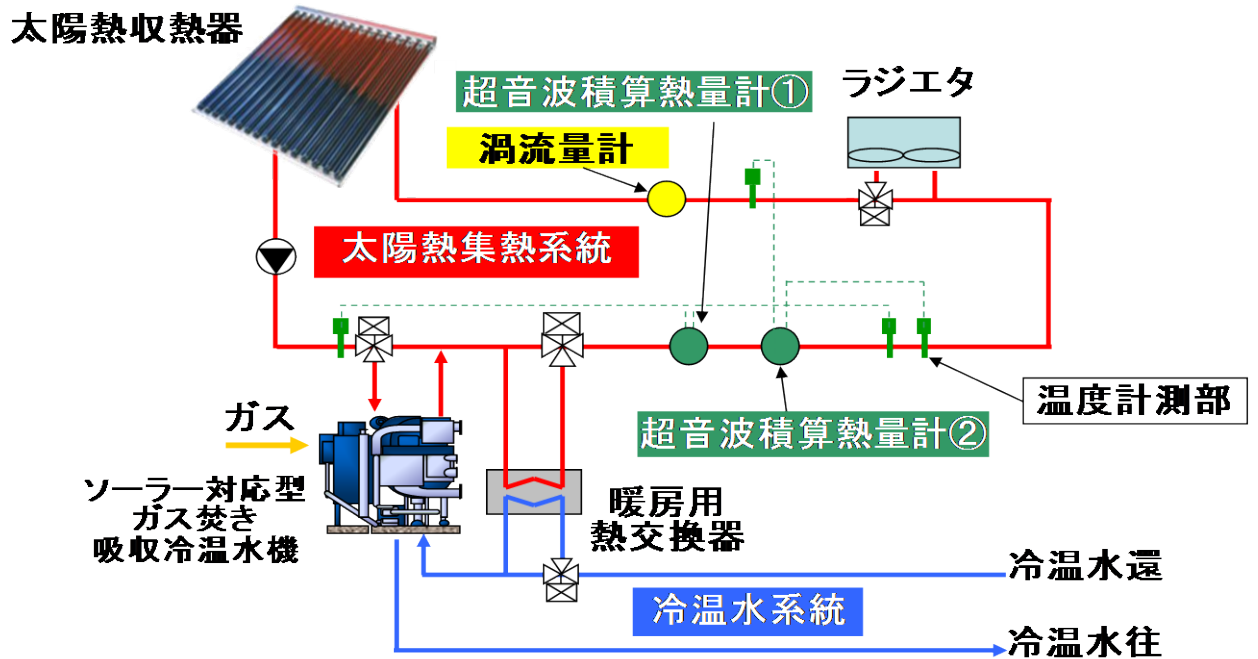 太陽熱収熱器
超音波積算熱量計①
ラジエタ
渦流量計
太陽熱集熱系統
温度計測部
ガス
超音波積算熱量計②
ソーラー対応型
ガス焚き
吸収冷温水機
暖房用
熱交換器
冷温水還
冷温水系統
冷温水往